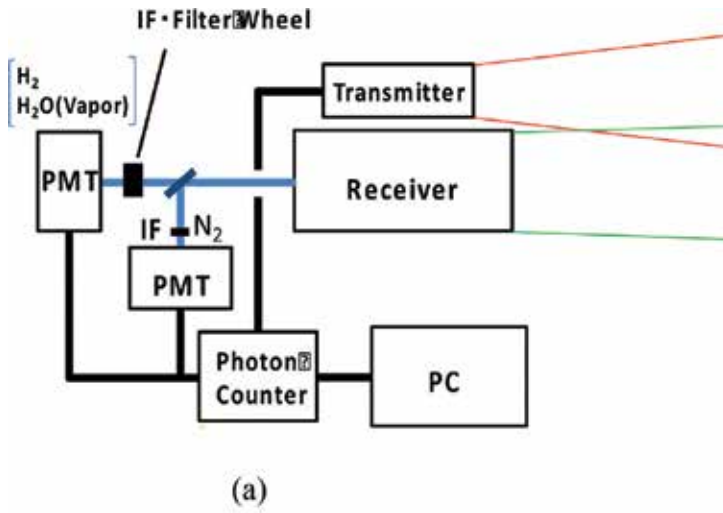 IF・Filter⍰Wheel
H₂
H₂O(Vapor)
Transmitter
PMT
Receiver
IF N₂
PMT
Photon⍰
Counter
PC
(a)